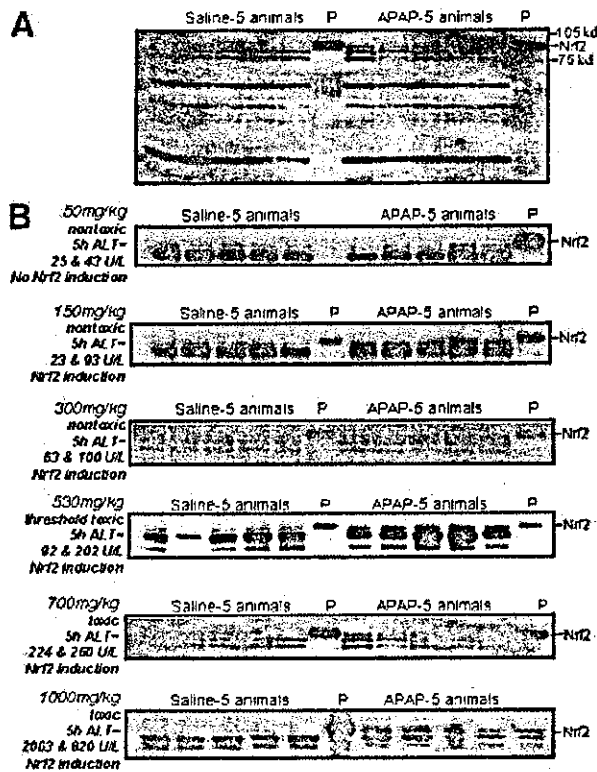 A
Saline-5 animals P APAP-5 animals P
105 kd
Nrf2
75 kd
B
50mg/kg
nontoxic
5h ALT=
25 & 43 U/L
No Nrf2 induction
Saline-5 animals APAP-5 animals P
Nrf2
150mg/kg
nontoxic
5h ALT=
23 & 93 U/L
Nrf2 induction
Saline-5 animals P APAP-5 animals P
Nrf2
300mg/kg
nontoxic
5h ALT=
63 & 100 U/L
Nrf2 induction
Saline-5 animals P APAP-5 animals P
Nrf2
530mg/kg
threshold toxic
5h ALT=
92 & 202 U/L
Nrf2 induction
Saline-5 animals P APAP-5 animals P
Nrf2
700mg/kg
toxic
5h ALT=
224 & 260 U/L
Nrf2 induction
Saline-5 animals P APAP-5 animals P
Nrf2
1000mg/kg
toxic
5h ALT=
2003 & 820 U/L
Nrf2 induction
Saline-5 animals P APAP-5 animals
Nrf2